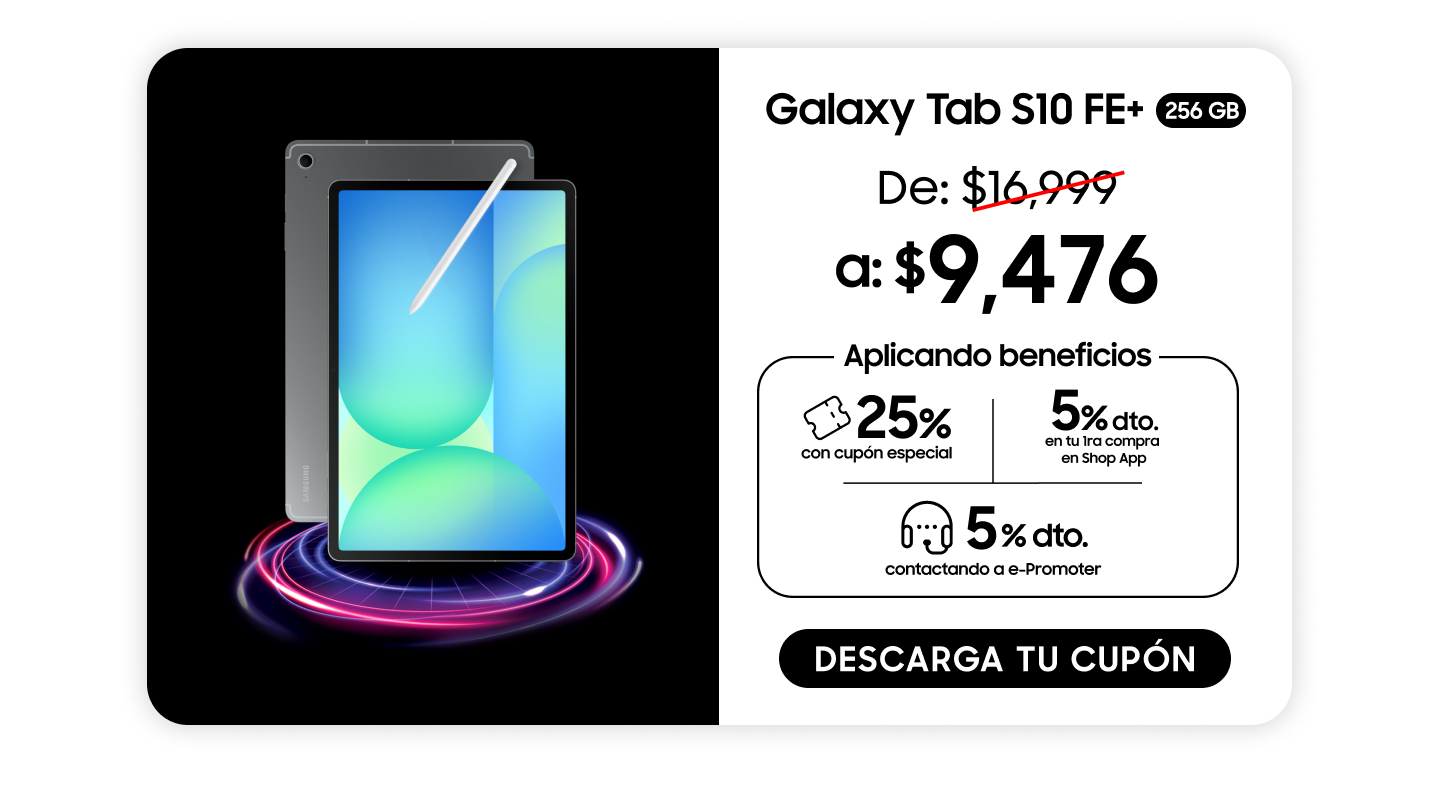 Galaxy Tab S10 FE+ 256 GB
De: $16,999
a: $9,476
Aplicando beneficios
25%
con cupón especial
5% dto.
en tu 1ra compra
en Shop App
5% dto.
contactando a e-Promoter
DESCARGA TU CUPÓN
SAMSUNG